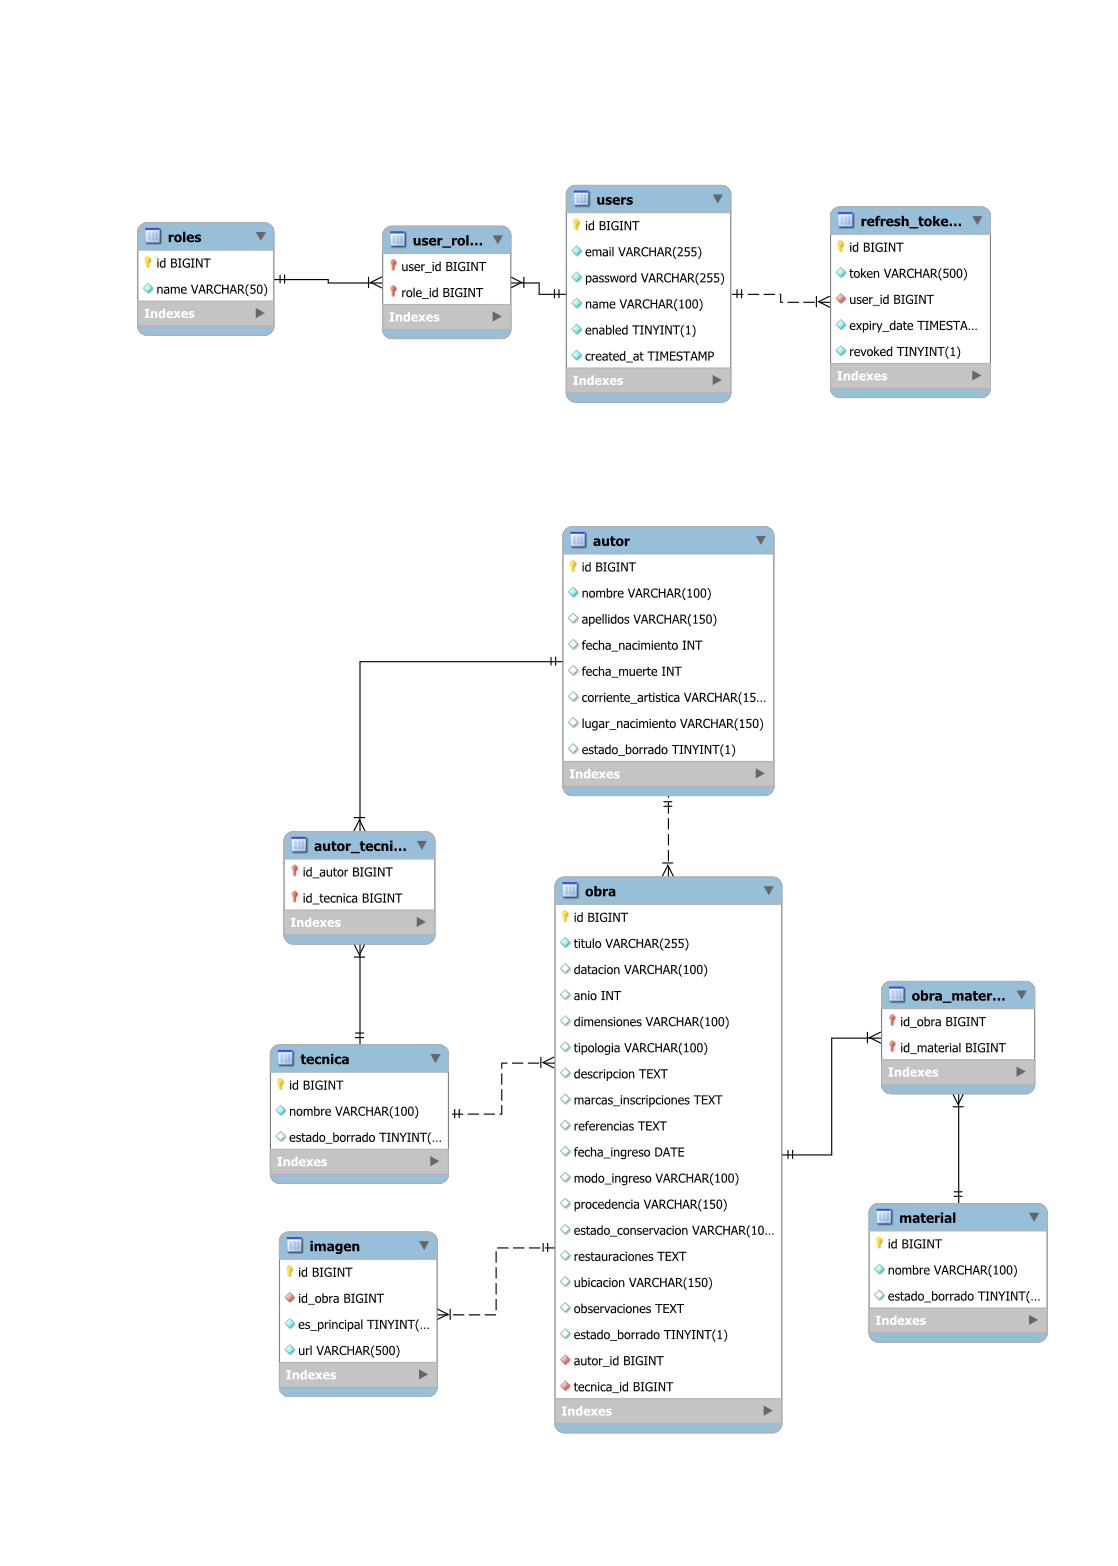 roles
id BIGINT
name VARCHAR(50)
Indexes
user_rol...
user_id BIGINT
role_id BIGINT
Indexes
users
id BIGINT
email VARCHAR(255)
password VARCHAR(255)
name VARCHAR(100)
enabled TINYINT(1)
created_at TIMESTAMP
Indexes
refresh_toke...
id BIGINT
token VARCHAR(500)
user_id BIGINT
expiry_date TIMESTA...
revoked TINYINT(1)
Indexes
autor
id BIGINT
nombre VARCHAR(100)
apellidos VARCHAR(150)
fecha_nacimiento INT
fecha_muerte INT
corriente_artistica VARCHAR(15...
lugar_nacimiento VARCHAR(150)
estado_borrado TINYINT(1)
Indexes
autor_tecni...
id_autor BIGINT
id_tecnica BIGINT
Indexes
tecnica
id BIGINT
nombre VARCHAR(100)
estado_borrado TINYINT(...
Indexes
imagen
id BIGINT
id_obra BIGINT
es_principal TINYINT(...
url VARCHAR(500)
Indexes
obra
id BIGINT
titulo VARCHAR(255)
datacion VARCHAR(100)
anio INT
dimensiones VARCHAR(100)
tipologia VARCHAR(100)
descripcion TEXT
marcas_inscripciones TEXT
referencias TEXT
fecha_ingreso DATE
modo_ingreso VARCHAR(100)
procedencia VARCHAR(150)
estado_conservacion VARCHAR(10...
restauraciones TEXT
ubicacion VARCHAR(150)
observaciones TEXT
estado_borrado TINYINT(1)
autor_id BIGINT
tecnica_id BIGINT
Indexes
obra_mater...
id_obra BIGINT
id_material BIGINT
Indexes
material
id BIGINT
nombre VARCHAR(100)
estado_borrado TINYINT(...
Indexes